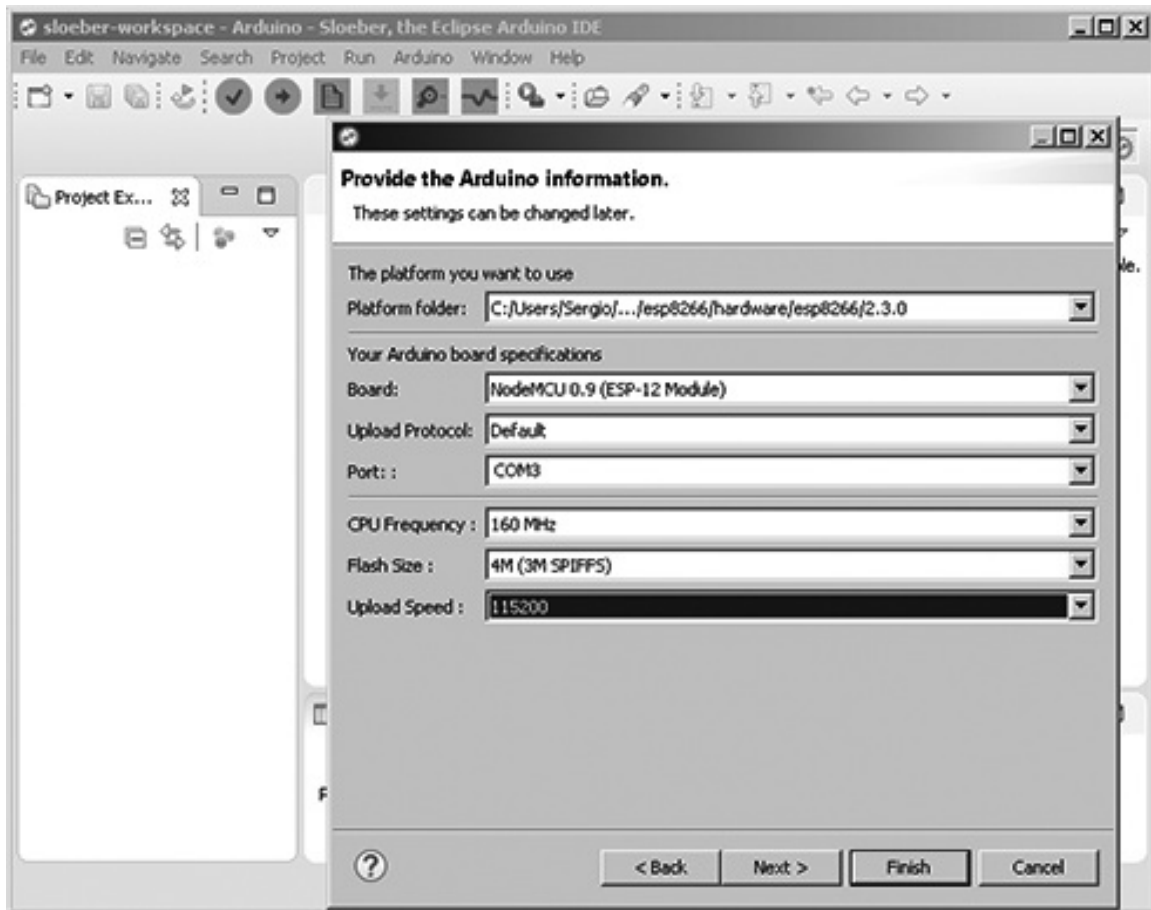 sloeber-workspace - Arduino - Sloeber, the Eclipse Arduino IDE
File Edit Navigate Search Project Run Arduino Window Help
Project Ex...
Provide the Arduino information.
These settings can be changed later.
The platform you want to use
Platform folder: C:/Users/Sergio/.../esp8266/hardware/esp8266/2.3.0
Your Arduino board specifications
Board: NodeMCU 0.9 (ESP-12 Module)
Upload Protocol: Default
Port: : COM3
CPU Frequency : 160 MHz
Flash Size : 4M (3M SPIFFS)
Upload Speed : 115200
< Back Next > Finish Cancel